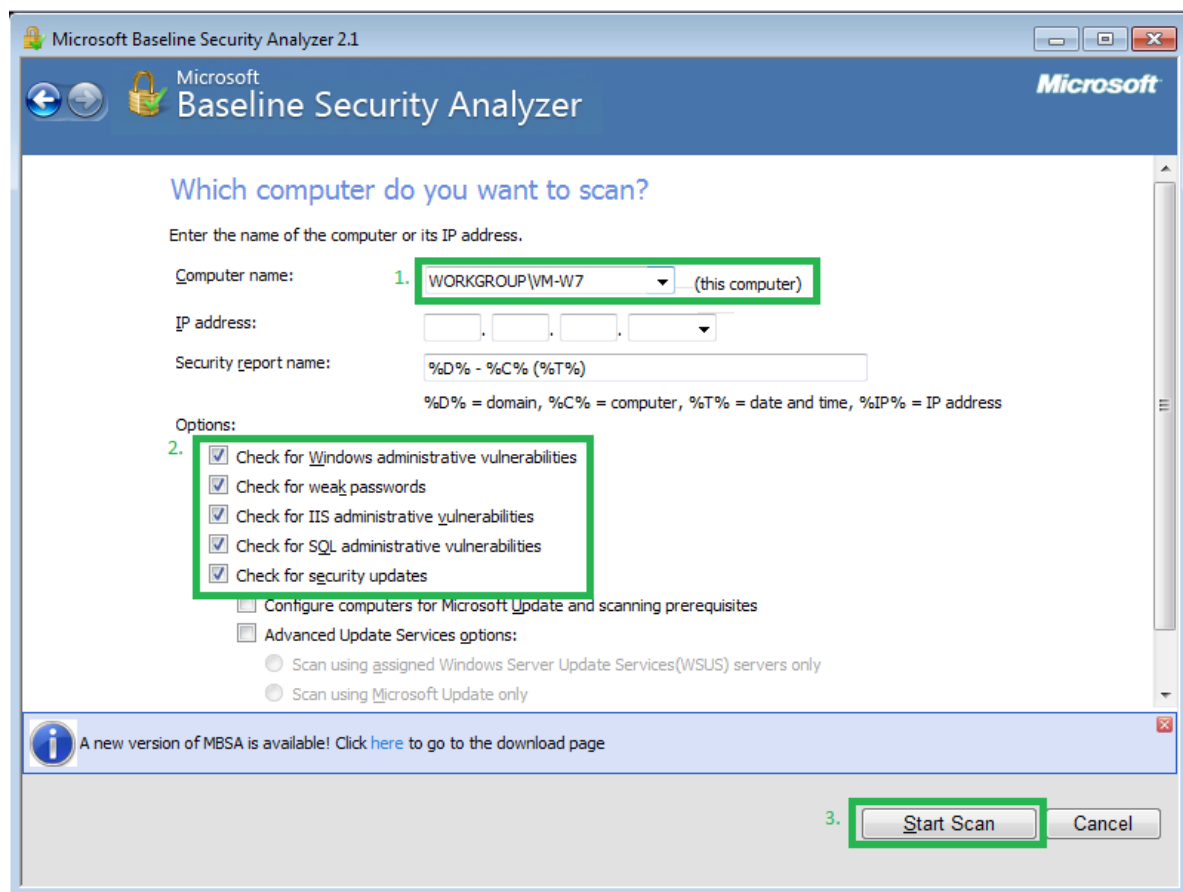 Microsoft Baseline Security Analyzer 2.1
Microsoft
Baseline Security Analyzer
Microsoft
Which computer do you want to scan?
Enter the name of the computer or its IP address.
Computer name: 1. WORKGROUP\VM-W7 (this computer)
IP address: . . .
Security report name: %D% - %C% (%T%)
%D% = domain, %C% = computer, %T% = date and time, %IP% = IP address
Options:
2.
Check for Windows administrative vulnerabilities
Check for weak passwords
Check for IIS administrative vulnerabilities
Check for SQL administrative vulnerabilities
Check for security updates
Configure computers for Microsoft Update and scanning prerequisites
Advanced Update Services options:
Scan using assigned Windows Server Update Services(WSUS) servers only
Scan using Microsoft Update only
A new version of MBSA is available! Click here to go to the download page
3. Start Scan Cancel